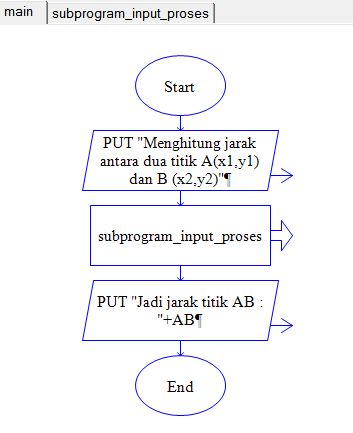 main
subprogram_input_proses
Start
PUT "Menghitung jarak
antara dua titik A(x1,y1)
dan B (x2,y2)"¶
subprogram_input_proses
PUT "Jadi jarak titik AB :
"+AB¶
End